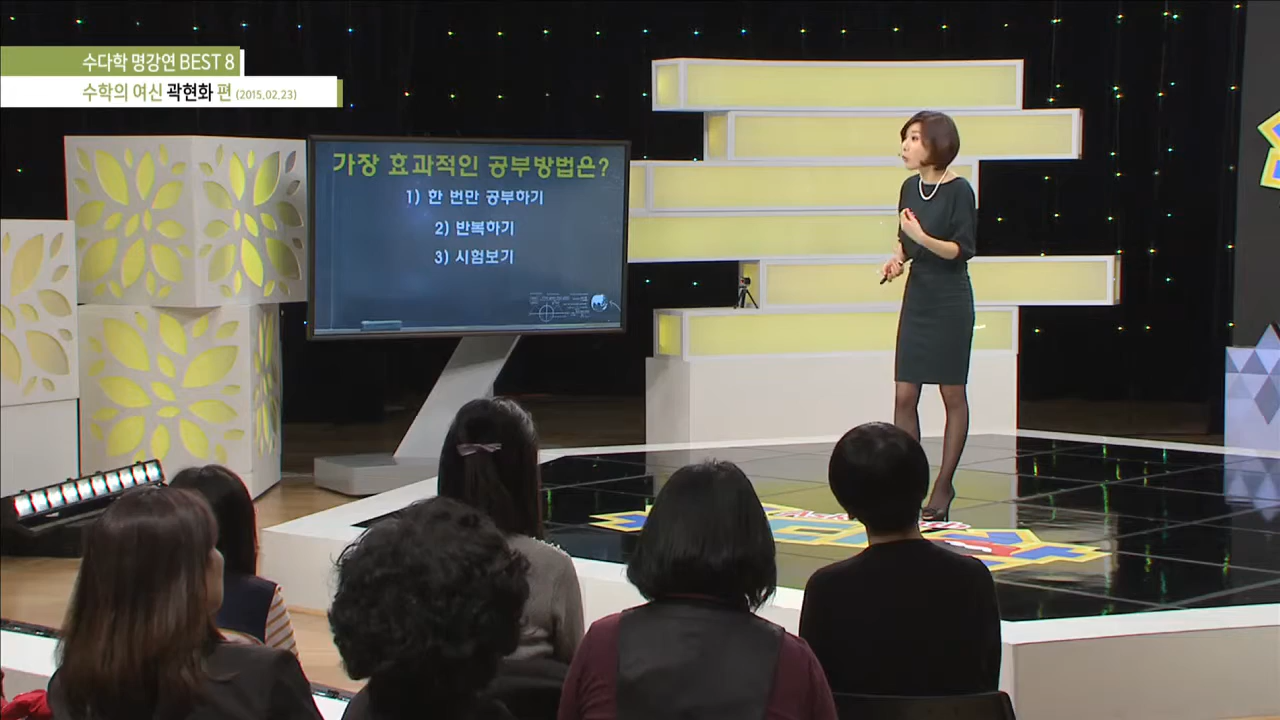 수다학 명강연 BEST 8
수학의 여신 곽현화 편 (2015.02.23)
가장 효과적인 공부방법은?
1) 한 번만 공부하기
2) 반복하기
3) 시험보기